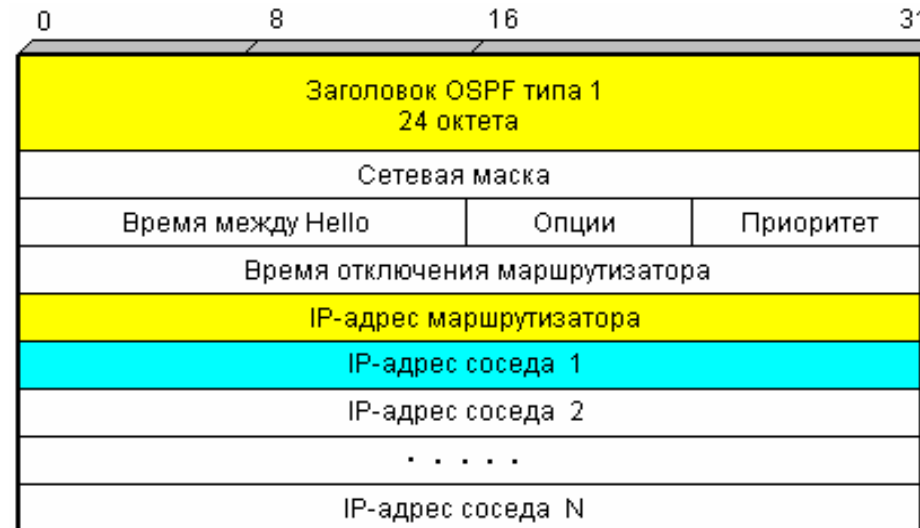 0 8 16 31
Заголовок OSPF типа 1
24 октета
Сетевая маска
Время между Hello Опции Приоритет
Время отключения маршрутизатора
IP-адрес маршрутизатора
IP-адрес соседа 1
IP-адрес соседа 2
. . . . .
IP-адрес соседа N